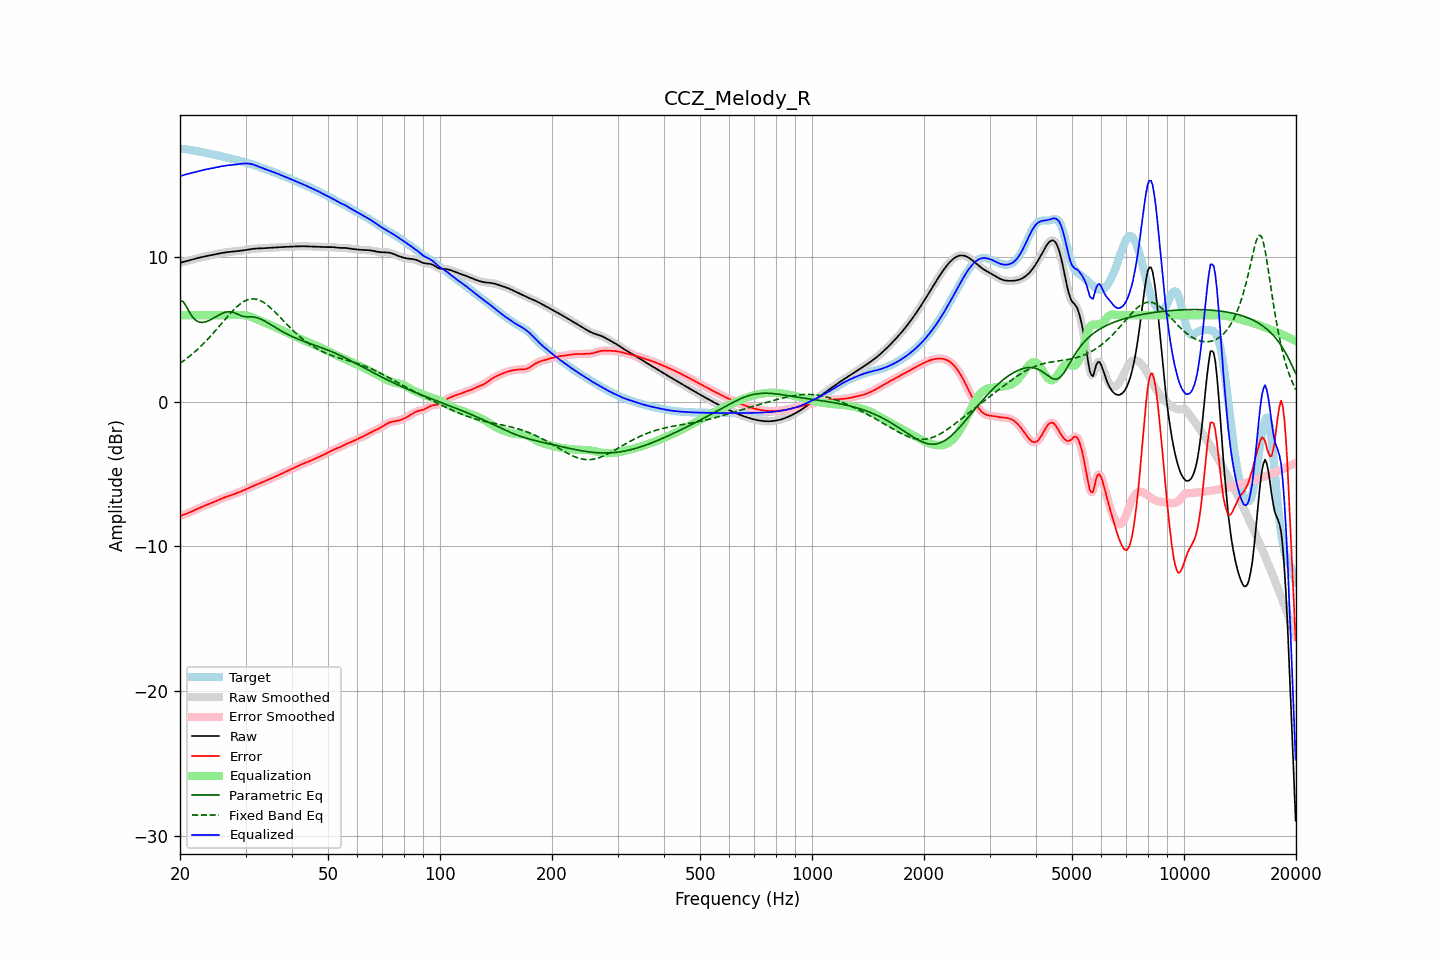 CCZ_Melody_R
Amplitude (dBr)
10
0
−10
−20
−30
Target
Raw Smoothed
Error Smoothed
Raw
Error
Equalization
Parametric Eq
Fixed Band Eq
Equalized
20 50 100 200 500 1000 2000 5000 10000 20000
Frequency (Hz)